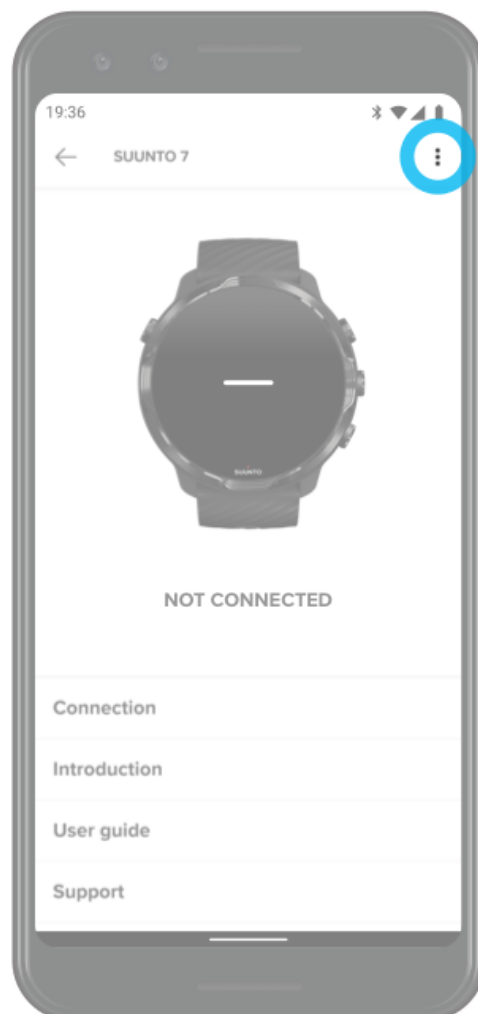 19:36
SUUNTO 7
SUUNTO
NOT CONNECTED
Connection
Introduction
User guide
Support